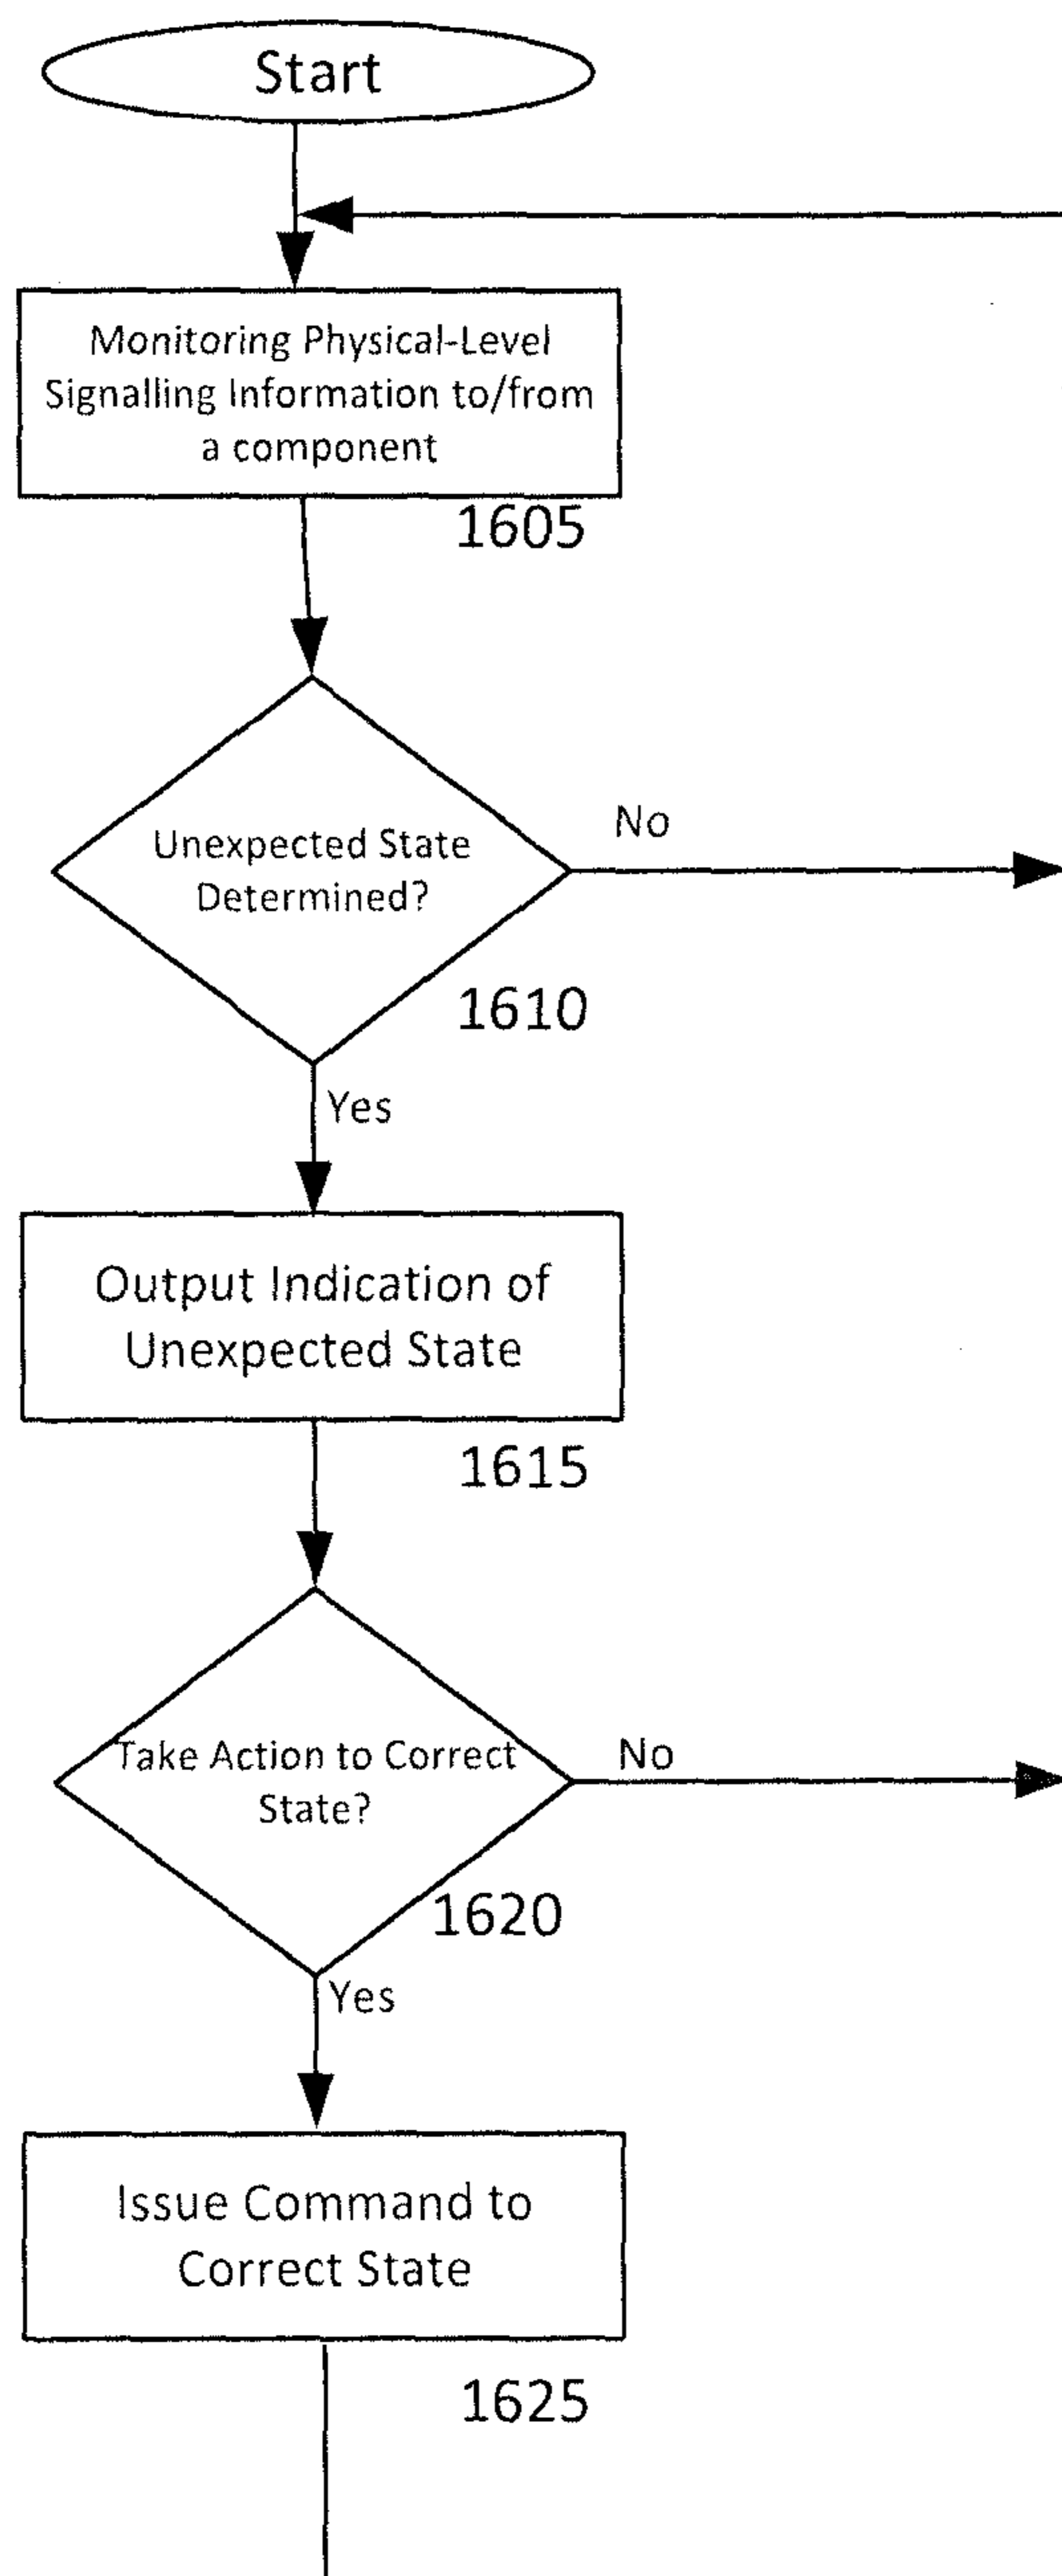 Start
Monitoring Physical-Level
Signalling Information to/from
a component
1605
Unexpected State
Determined?
No
1610
Yes
Output Indication of
Unexpected State
1615
Take Action to Correct
State?
No
1620
Yes
Issue Command to
Correct State
1625